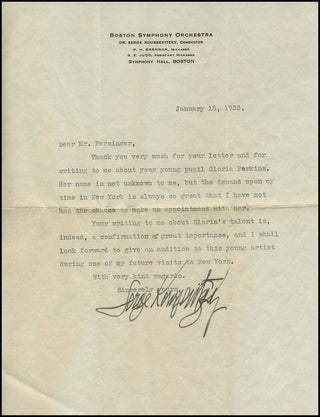 BOSTON SYMPHONY ORCHESTRA
DR. SERGE KOUSSEVITZKY, CONDUCTOR
W. H. BRENNAN, MANAGER
G. E. JUDD, ASSISTANT MANAGER
SYMPHONY HALL, BOSTON
January 18, 1935.
Dear Mr. Persinger,
Thank you very much for your letter and for
writing to me about your young pupil Gloria Perkins.
Her name is not unknown to me, but the demand upon my
time in New York is always so great that I have not
had the chance to make an appointment with her.
Your writing to me about Gloria's talent is,
indeed, a confirmation of great importance, and I shall
look forward to give an audition to this young artist
during one of my future visits to New York.
With very kind regards,
Sincerely yours,
Serge Koussevitzky